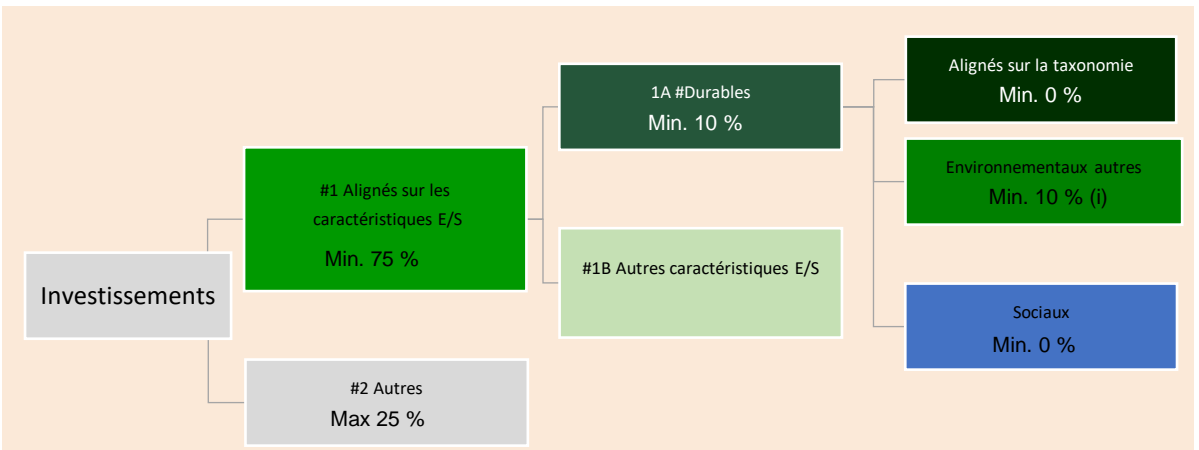 Investissements
#1 Alignés sur les
caractéristiques E/S
Min. 75 %
#2 Autres
Max 25 %
1A #Durables
Min. 10 %
#1B Autres caractéristiques E/S
Alignés sur la taxonomie
Min. 0 %
Environnementaux autres
Min. 10 % (i)
Sociaux
Min. 0 %